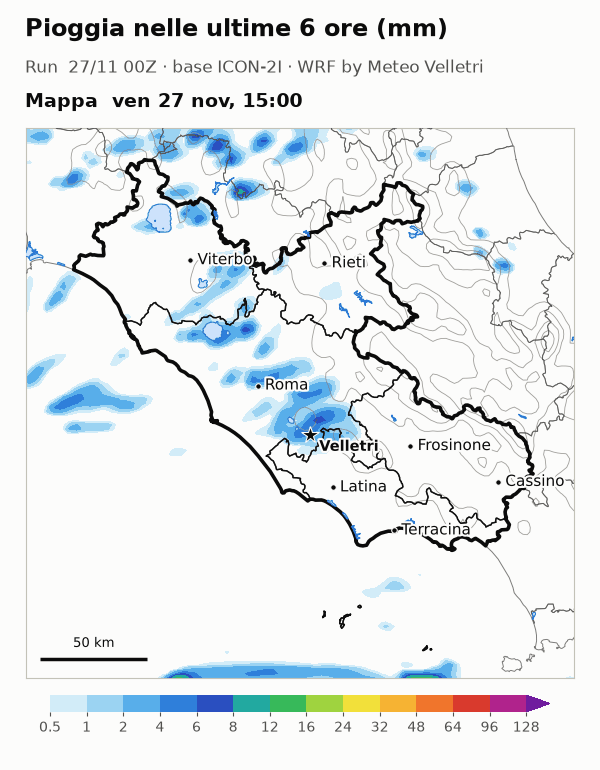 Pioggia nelle ultime 6 ore (mm)
Run 27/11 00Z · base ICON-2I · WRF by Meteo Velletri
Mappa ven 27 nov, 15:00
Viterbo
Rieti
Roma
Velletri
Frosinone
Cassino
Latina
Terracina
50 km
0.5 1 2 4 6 8 12 16 24 32 48 64 96 128